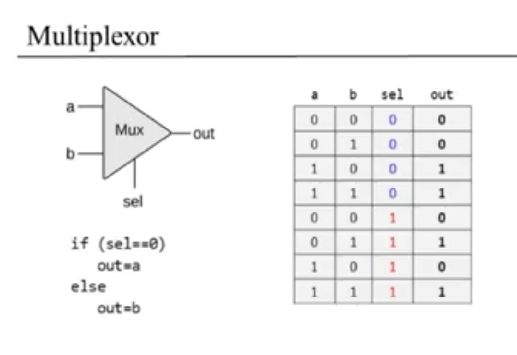 Multiplexor
a
Mux
out
b
sel
if (sel==0)
out=a
else
out=b
a b sel out
0 0 0 0
0 1 0 0
1 0 0 1
1 1 0 1
0 0 1 0
0 1 1 1
1 0 1 0
1 1 1 1